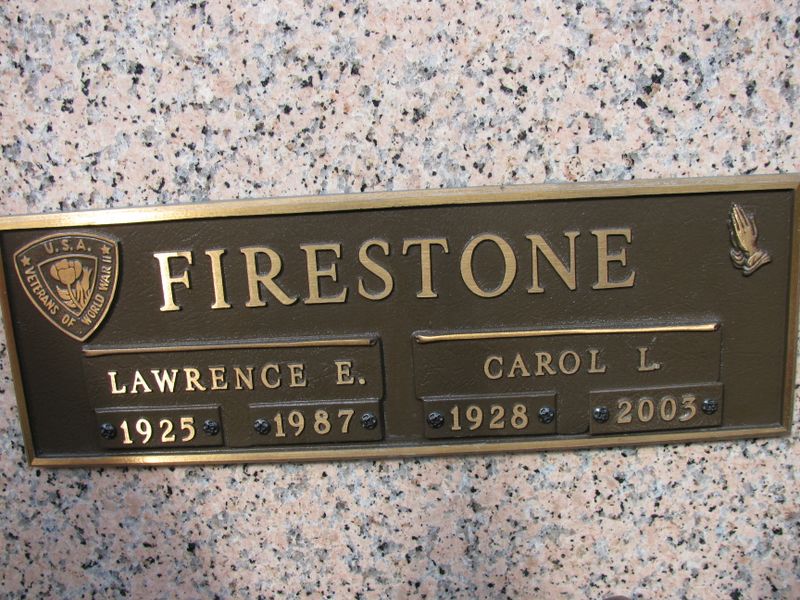 U.S.A.
VETERANS OF WORLD WAR II
FIRESTONE
LAWRENCE E.
1925 1987
CAROL L.
1928 2003